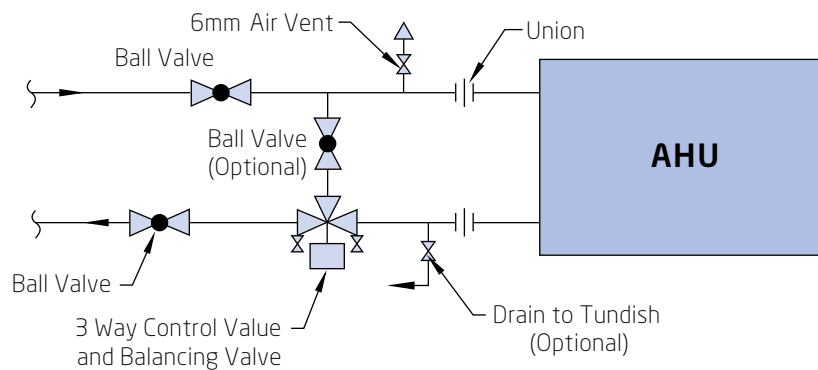 6mm Air Vent
Union
Ball Valve
Ball Valve
(Optional)
AHU
Ball Valve
3 Way Control Value
and Balancing Valve
Drain to Tundish
(Optional)